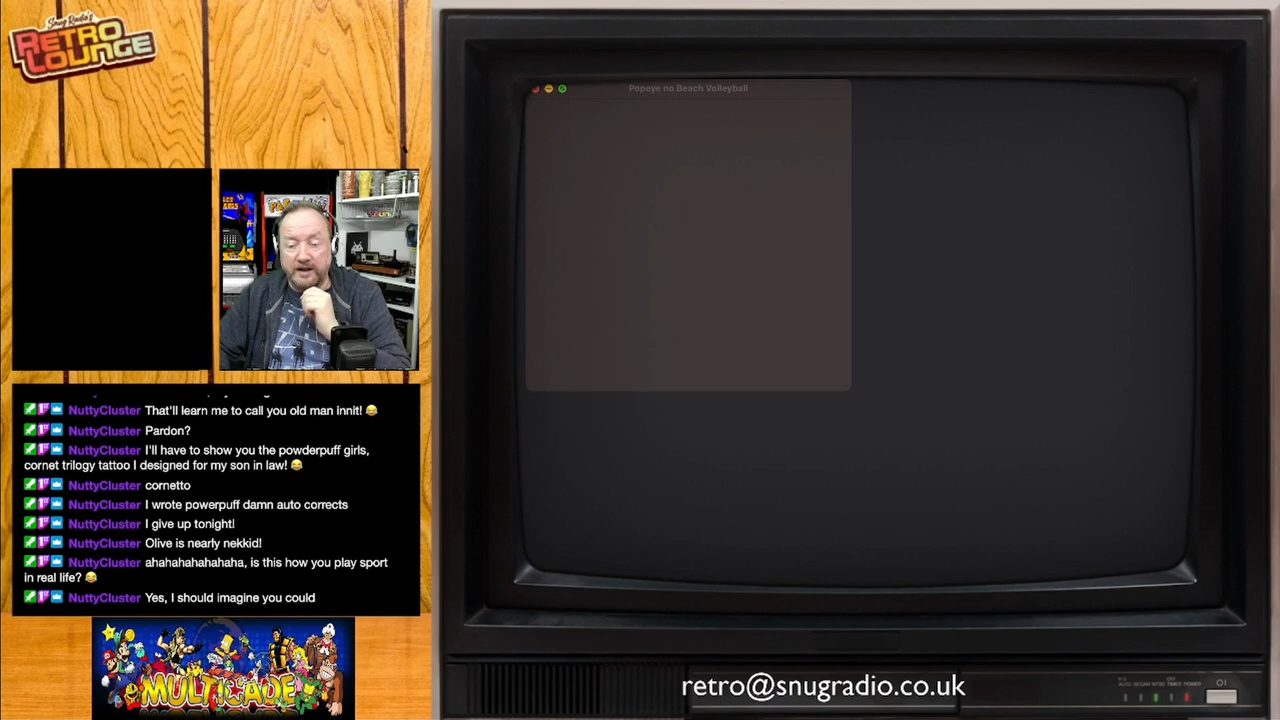 Snug Radio's
RETRO
LOUNGE
Popeye no Beach Volleyball
NuttyCluster That'll learn me to call you old man innit! 😂
NuttyCluster Pardon?
NuttyCluster I'll have to show you the powderpuff girls,
cornet trilogy tattoo I designed for my son in law! 😂
NuttyCluster cornetto
NuttyCluster I wrote powerpuff damn auto corrects
NuttyCluster I give up tonight!
NuttyCluster Olive is nearly nekkid!
NuttyCluster ahahahahahahaha, is this how you play sport
in real life? 😂
NuttyCluster Yes, I should imagine you could
MULTICADE
retro@snugradio.co.uk